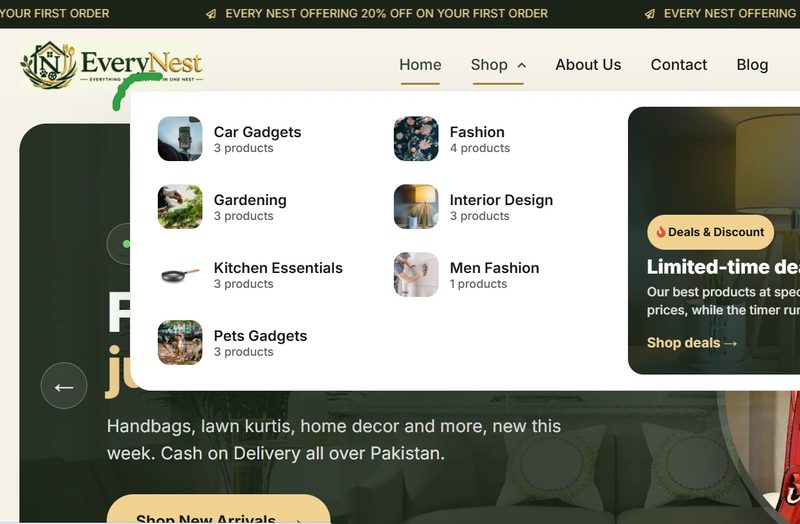 YOUR FIRST ORDER
EVERY NEST OFFERING 20% OFF ON YOUR FIRST ORDER
EVERY NEST OFFERING
EveryNest
EVERYTHING IN ONE NEST
Home
Shop
About Us
Contact
Blog
Car Gadgets
3 products
Fashion
4 products
Gardening
3 products
Interior Design
3 products
Kitchen Essentials
3 products
Men Fashion
1 products
Pets Gadgets
3 products
Deals & Discount
Limited-time
Our best products at
prices, while the timer
Shop deals →
Handbags, lawn kurtis, home decor and more, new this
week. Cash on Delivery all over Pakistan.
Shop New Arrivals